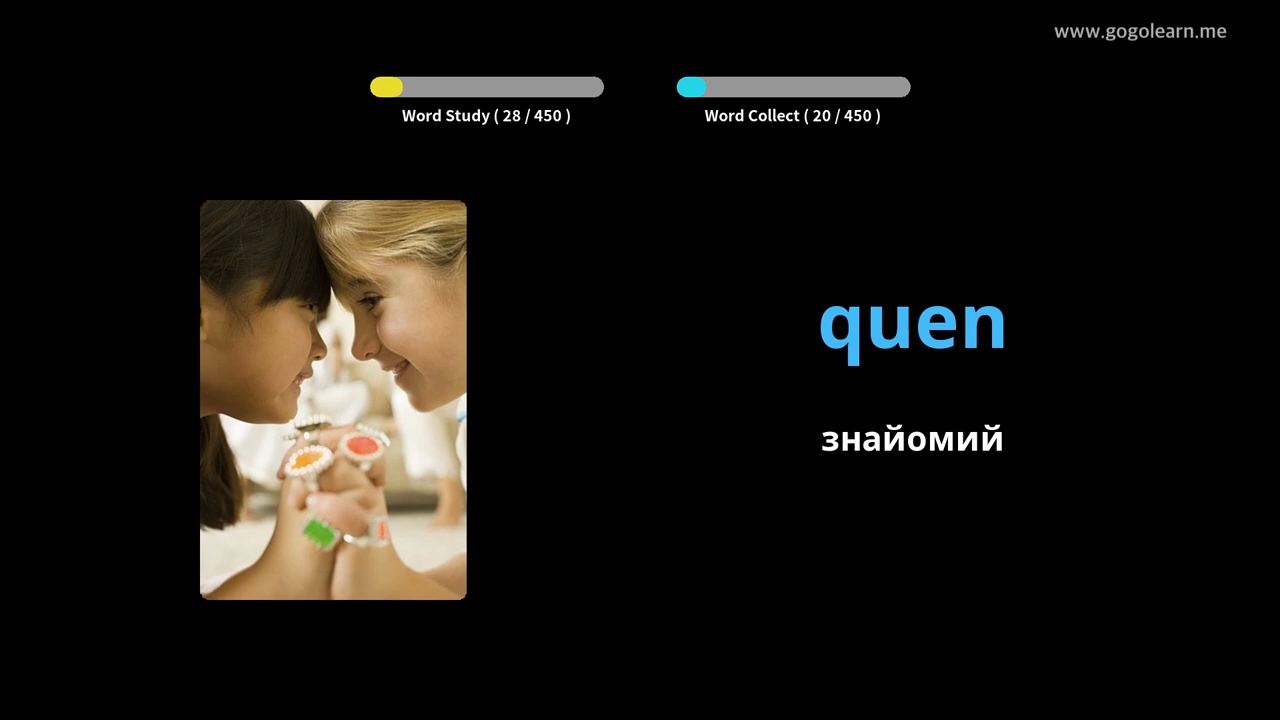 www.gogolearn.me
Word Study ( 28 / 450 )
Word Collect ( 20 / 450 )
quen
знайомий